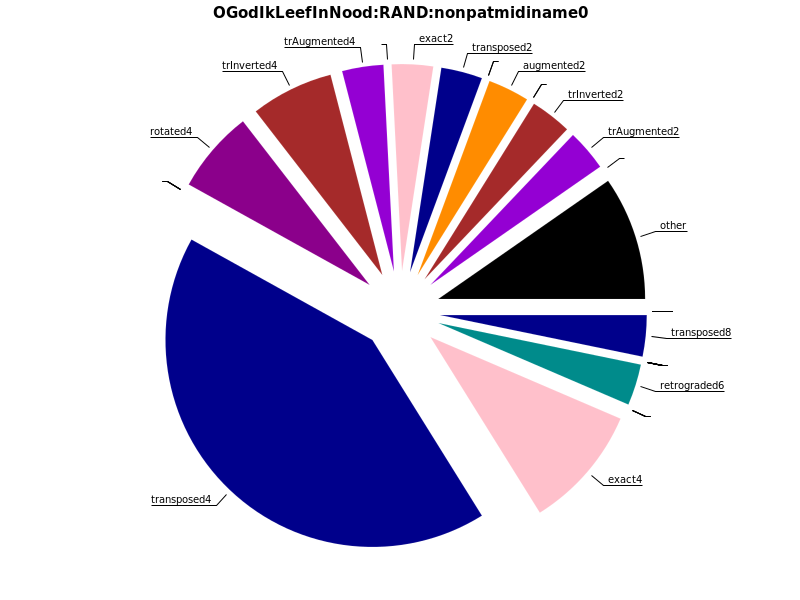 OGodIkLeefInNood:RAND:nonpatmidiname0
exact2
trAugmented4
transposed2
trInverted4
augmented2
trInverted2
rotated4
trAugmented2
other
transposed8
retrograded6
exact4
transposed4